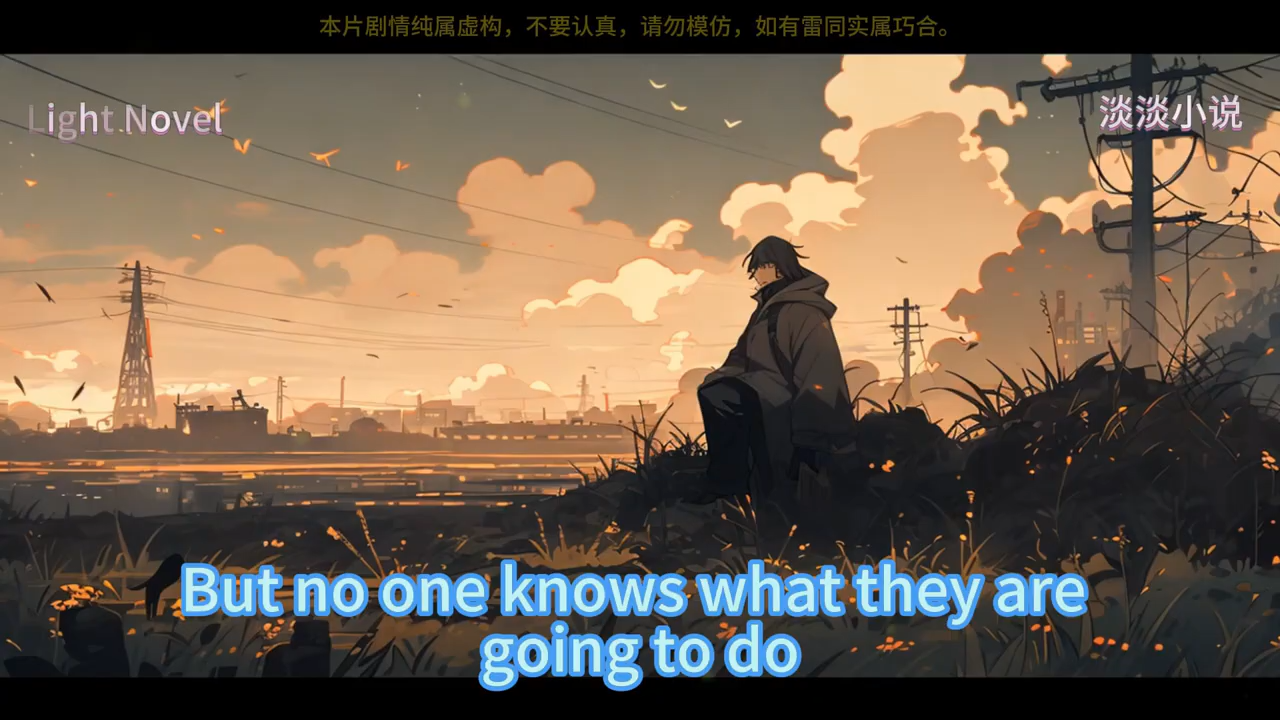 本片剧情纯属虚构，不要认真，请勿模仿，如有雷同实属巧合。
Light Novel
淡淡小说
But no one knows what they are
going to do